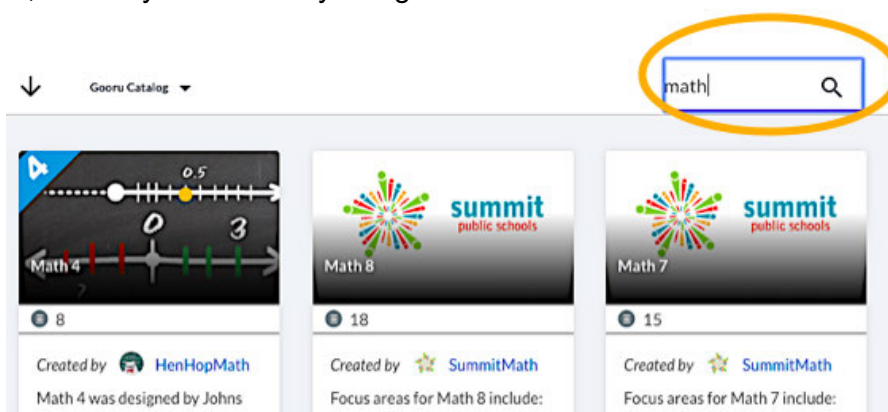 Gooru Catalog
math
0.5
0 3
Math 4
summit
public schools
Math 8
summit
public schools
Math 7
8
18
15
Created by HenHopMath
Created by SummitMath
Created by SummitMath
Math 4 was designed by Johns
Focus areas for Math 8 include:
Focus areas for Math 7 include: